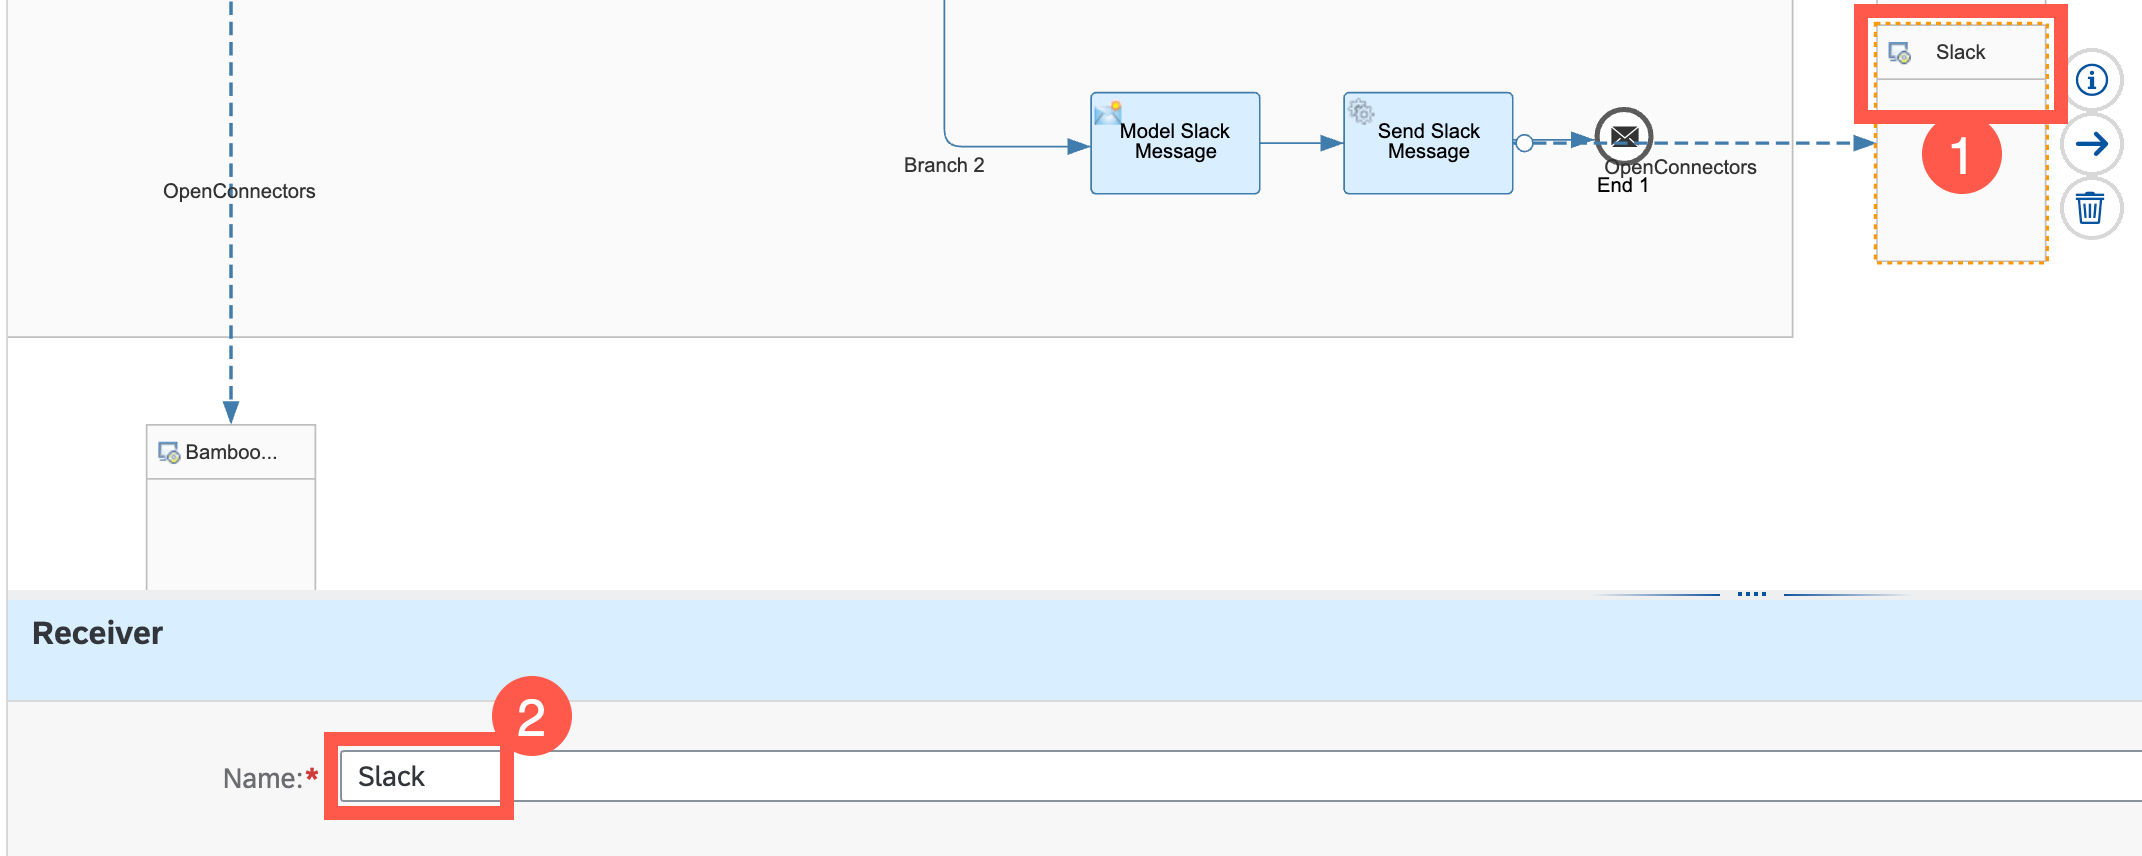 Slack
1
Model Slack
Message
Send Slack
Message
Branch 2
OpenConnectors
End 1
OpenConnectors
Bamboo...
Receiver
2
Name:*
Slack